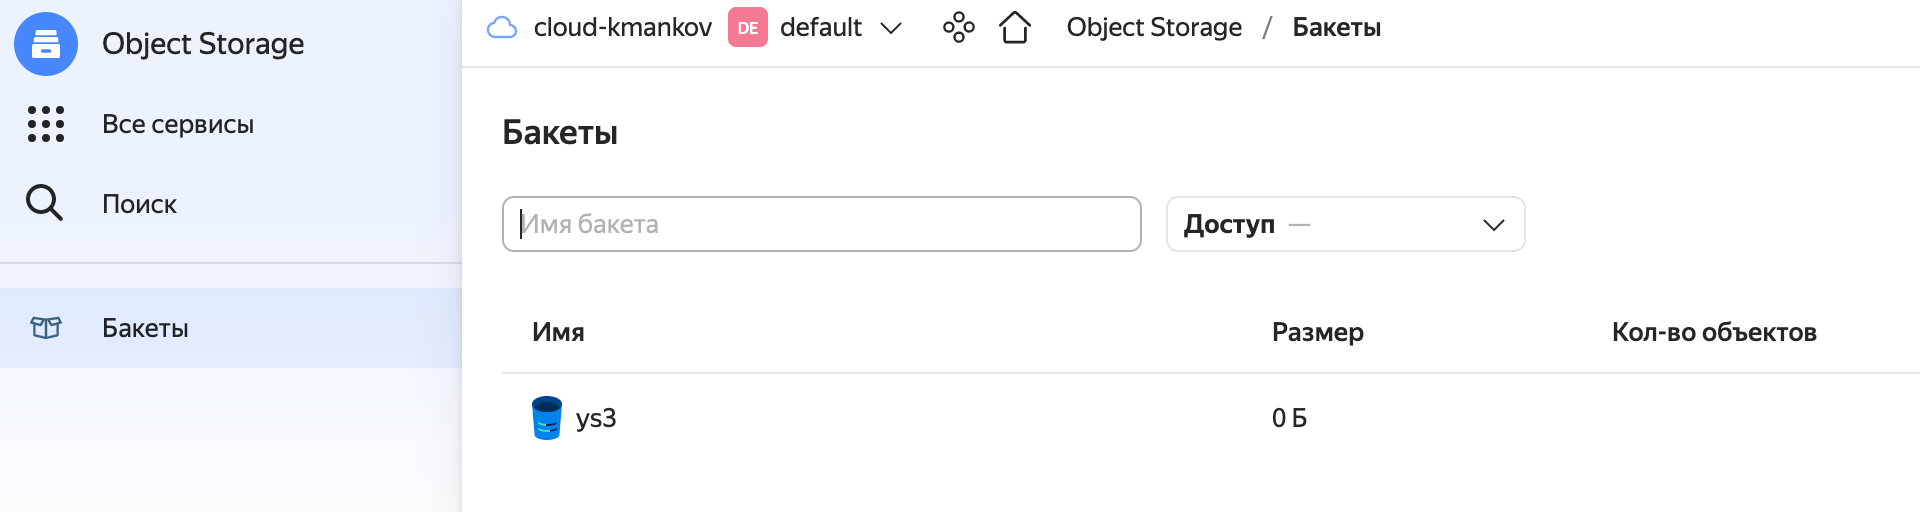 Object Storage
Все сервисы
Поиск
Бакеты
cloud-kmankov DE default Object Storage / Бакеты
Бакеты
Имя бакета
Доступ —
Имя Размер Кол-во объектов
ys3 0 Б